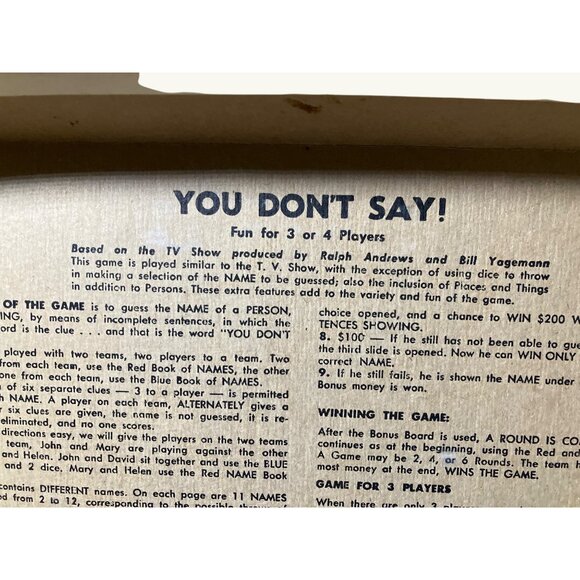 YOU DON'T SAY!
Fun for 3 or 4 Players
Based on the TV Show produced by Ralph Andrews and Bill Yagemann
This game is played similar to the T. V. Show, with the exception of using dice to throw
in making a selection of the NAME to be guessed; also the inclusion of Places and Things
in addition to Persons. These extra features add to the variety and fun of the game.
OF THE GAME is to guess the NAME of a PERSON,
ING, by means of incomplete sentences, in which the
ord is the clue . . . and that is the word "YOU DON'T
played with two teams, two players to a team. Two
from each team, use the Red Book of NAMES, the other
one from each team, use the Blue Book of NAMES.
n of six separate clues — 3 to a player — is permitted
h NAME. A player on each team, ALTERNATELY gives a
r six clues are given, the name is not guessed, it is re-
eliminated, and no one scores.
directions easy, we will give the players on the two teams
team, John and Mary are playing against the other
and Helen. John and David sit together and use the BLUE
and 2 dice. Mary and Helen use the Red NAME Book
contains DIFFERENT names. On each page are 11 NAMES
ed from 2 to 12, corresponding to the possible throw of
choice opened, and a chance to WIN $200 W
TENCES SHOWING.
8. $100 — If he still has not been able to gue
the third slide is opened. Now he can WIN ONLY
correct NAME.
9. If he still fails, he is shown the NAME under
Bonus money is won.
WINNING THE GAME:
After the Bonus Board is used, A ROUND IS CO
continues as at the beginning, using the Red and
A Game may be 2, 4, or 6 Rounds. The team h
most money at the end, WINS THE GAME.
GAME FOR 3 PLAYERS
When there are only 3 players